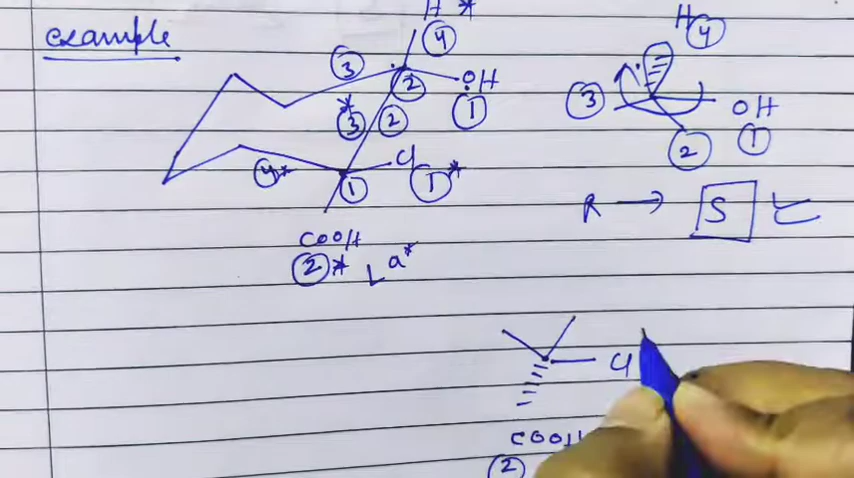 example
H *
④
③ ② OH
①
* ③ ②
④* ① Cl ①*
COOH
②* a*
H
④
③ OH
② ①
R → S
Cl
COOH
②